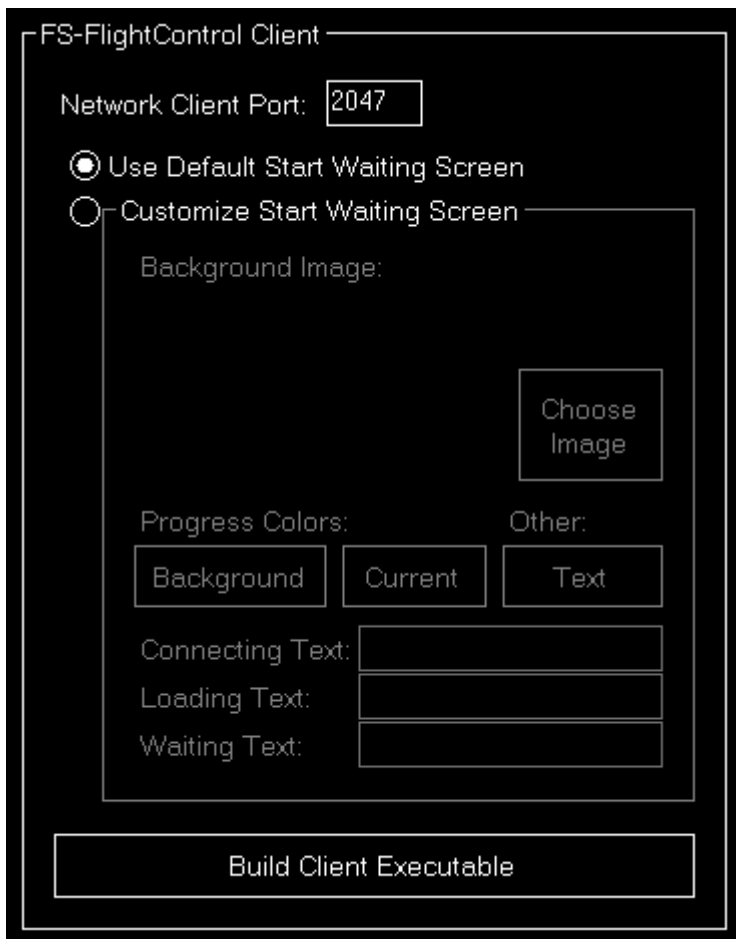 FS-FlightControl Client
Network Client Port: 2047
Use Default Start Waiting Screen
Customize Start Waiting Screen
Background Image:
Choose
Image
Progress Colors: Other:
Background Current Text
Connecting Text:
Loading Text:
Waiting Text:
Build Client Executable